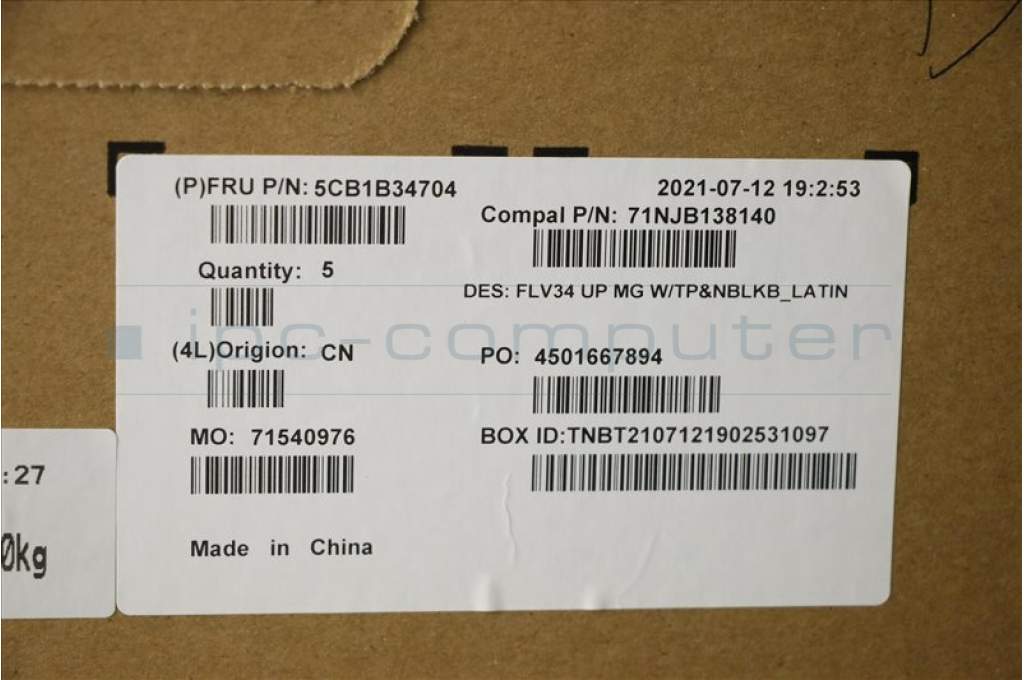 (P)FRU P/N: 5CB1B34704
2021-07-12 19:2:53
Compal P/N: 71NJB138140
Quantity: 5
DES: FLV34 UP MG W/TP&NBLKB_LATIN
ipc-computer
(4L)Origion: CN
PO: 4501667894
MO: 71540976
BOX ID:TNBT2107121902531097
:27
0kg
Made in China